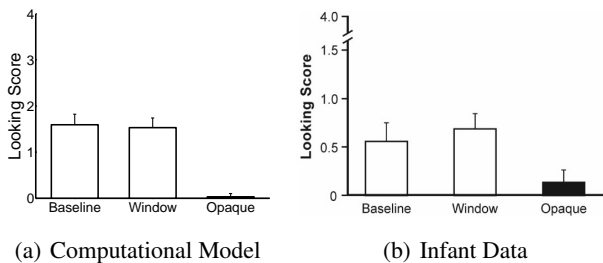 4
3
2
1
0
Looking Score
Baseline Window Opaque
(a) Computational Model
4.0
1.5
1.0
0.5
0
Looking Score
Baseline Window Opaque
(b) Infant Data